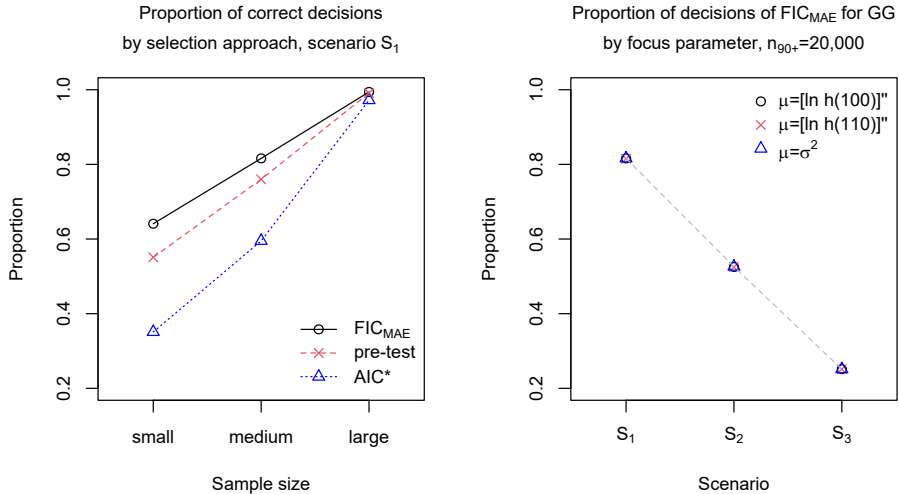 Proportion of correct decisions
by selection approach, scenario S₁
Proportion
1.0
0.8
0.6
0.4
0.2
FIC_MAE
pre-test
AIC*
small medium large
Sample size
Proportion of decisions of FIC_MAE for GG
by focus parameter, n₉₀₊=20,000
Proportion
1.0
0.8
0.6
0.4
0.2
μ=[ln h(100)]"
μ=[ln h(110)]"
μ=σ²
S₁ S₂ S₃
Scenario